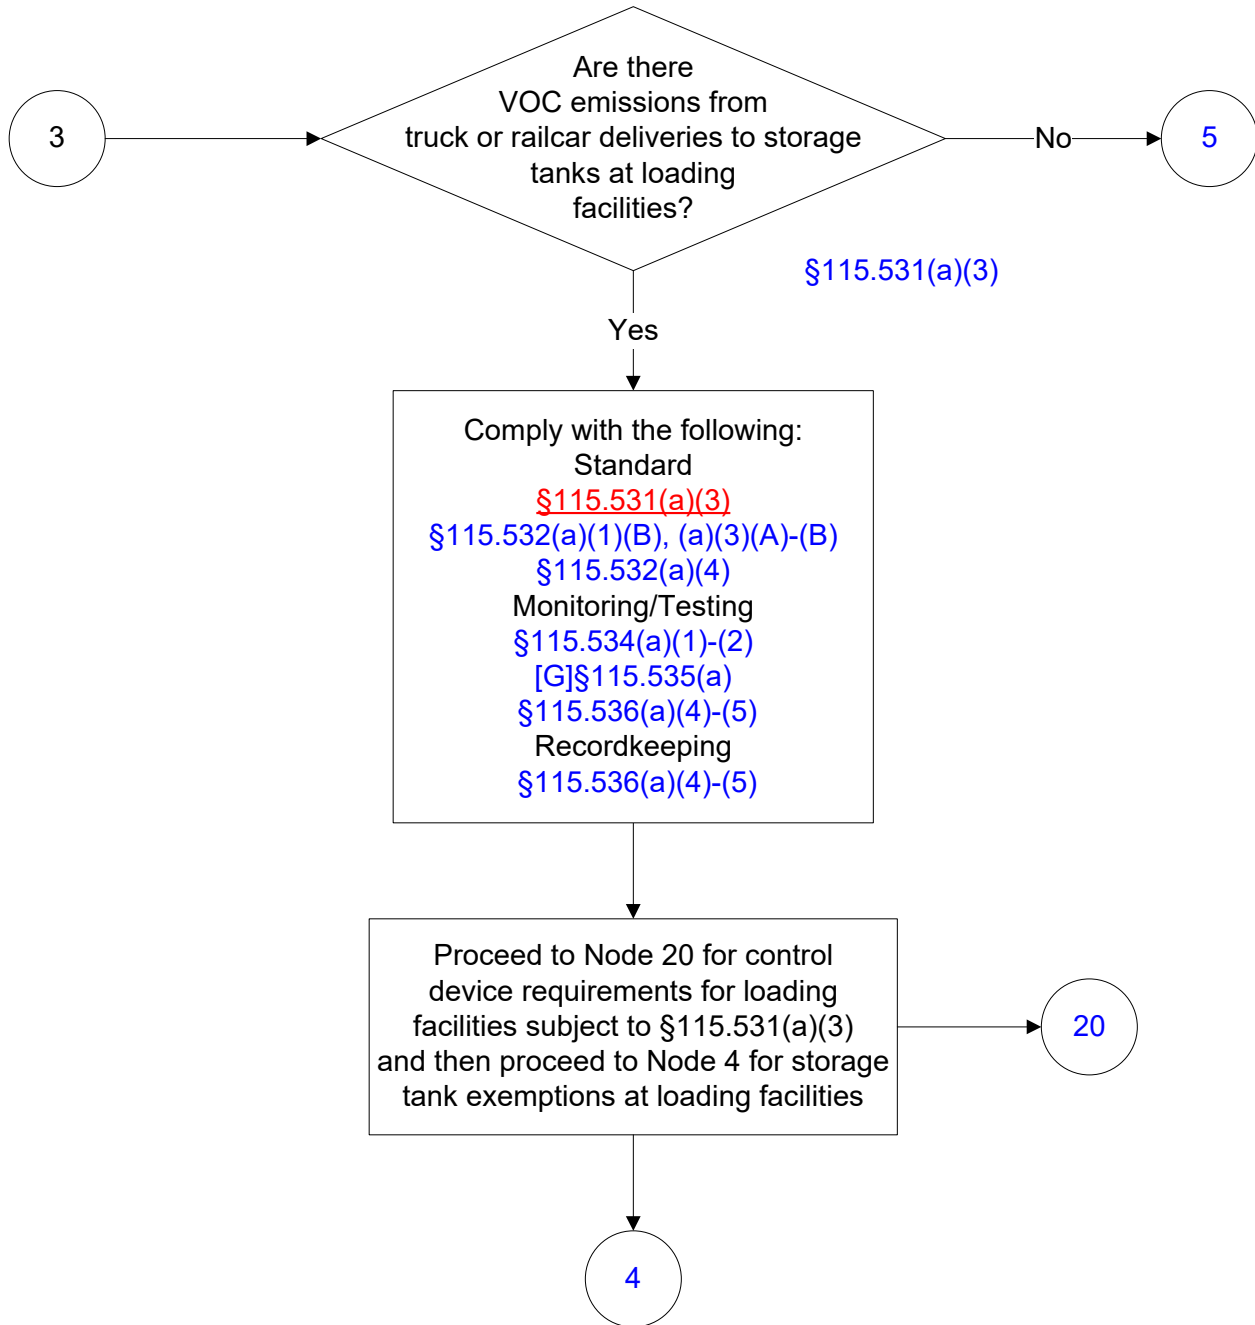 Are there
VOC emissions from
truck or railcar deliveries to storage
tanks at loading
facilities?
3
No
5
§115.531(a)(3)
Yes
Comply with the following:
Standard
§115.531(a)(3)
§115.532(a)(1)(B), (a)(3)(A)-(B)
§115.532(a)(4)
Monitoring/Testing
§115.534(a)(1)-(2)
[G]§115.535(a)
§115.536(a)(4)-(5)
Recordkeeping
§115.536(a)(4)-(5)
Proceed to Node 20 for control
device requirements for loading
facilities subject to §115.531(a)(3)
and then proceed to Node 4 for storage
tank exemptions at loading facilities
20
4